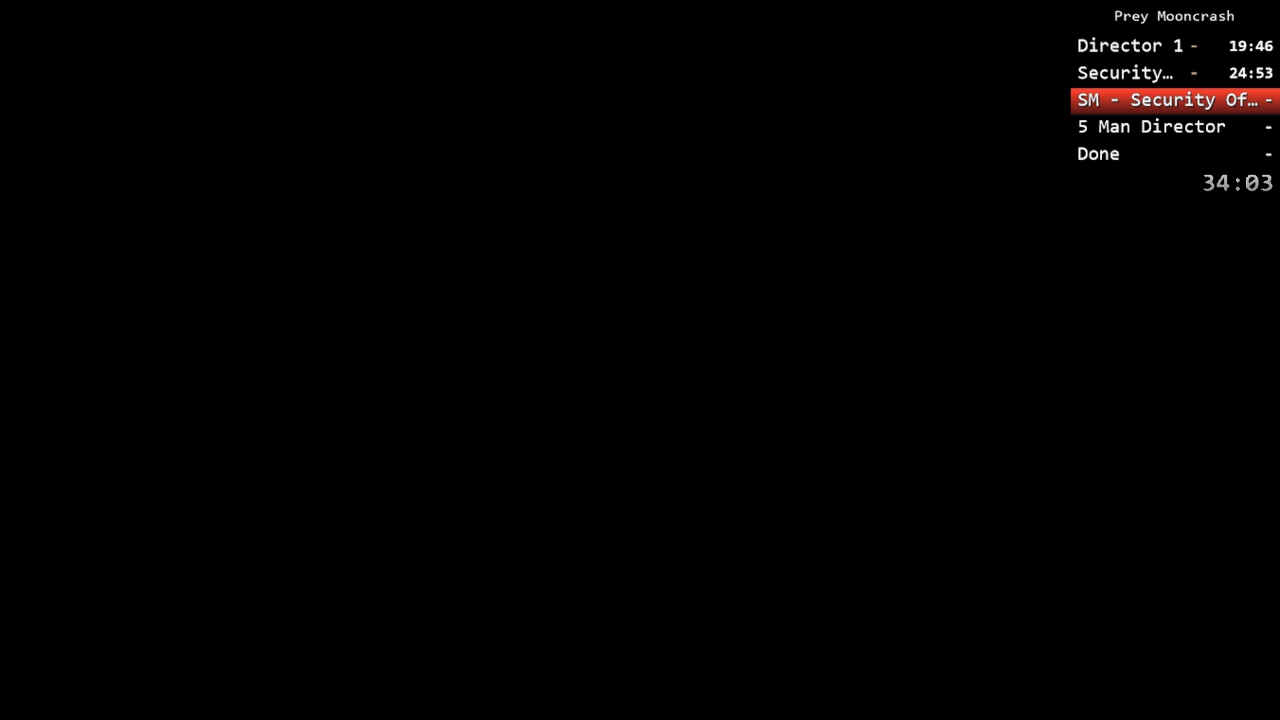 Prey Mooncrash
Director 1 - 19:46
Security… - 24:53
SM - Security Of… -
5 Man Director -
Done -
34:03